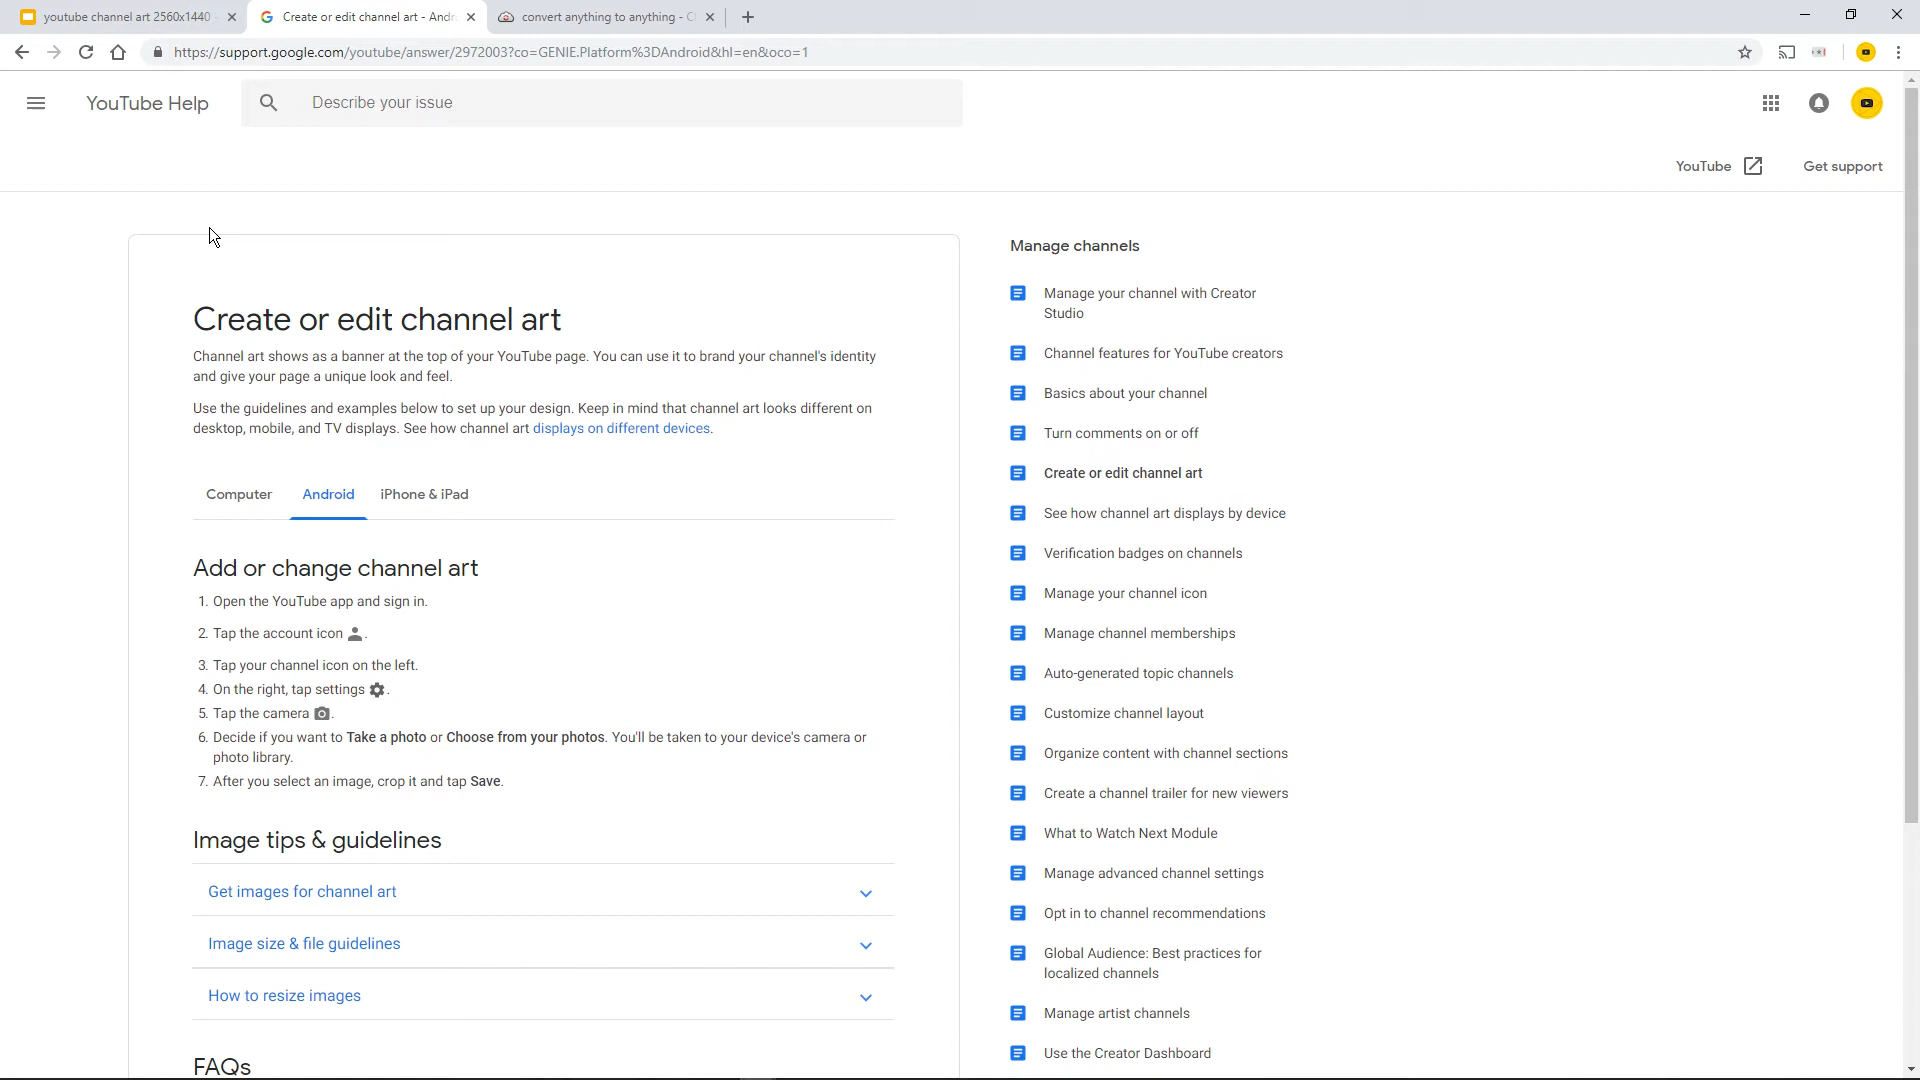 youtube channel art 2560x1440
Create or edit channel art - Andr
convert anything to anything - C
https://support.google.com/youtube/answer/2972003?co=GENIE.Platform%3DAndroid&hl=en&oco=1
YouTube Help
Describe your issue
YouTube
Get support
Create or edit channel art
Channel art shows as a banner at the top of your YouTube page. You can use it to brand your channel's identity
and give your page a unique look and feel.
Use the guidelines and examples below to set up your design. Keep in mind that channel art looks different on
desktop, mobile, and TV displays. See how channel art displays on different devices.
Computer
Android
iPhone & iPad
Add or change channel art
1. Open the YouTube app and sign in.
2. Tap the account icon .
3. Tap your channel icon on the left.
4. On the right, tap settings .
5. Tap the camera .
6. Decide if you want to Take a photo or Choose from your photos. You'll be taken to your device's camera or
photo library.
7. After you select an image, crop it and tap Save.
Image tips & guidelines
Get images for channel art
Image size & file guidelines
How to resize images
FAQs
Manage channels
Manage your channel with Creator
Studio
Channel features for YouTube creators
Basics about your channel
Turn comments on or off
Create or edit channel art
See how channel art displays by device
Verification badges on channels
Manage your channel icon
Manage channel memberships
Auto-generated topic channels
Customize channel layout
Organize content with channel sections
Create a channel trailer for new viewers
What to Watch Next Module
Manage advanced channel settings
Opt in to channel recommendations
Global Audience: Best practices for
localized channels
Manage artist channels
Use the Creator Dashboard